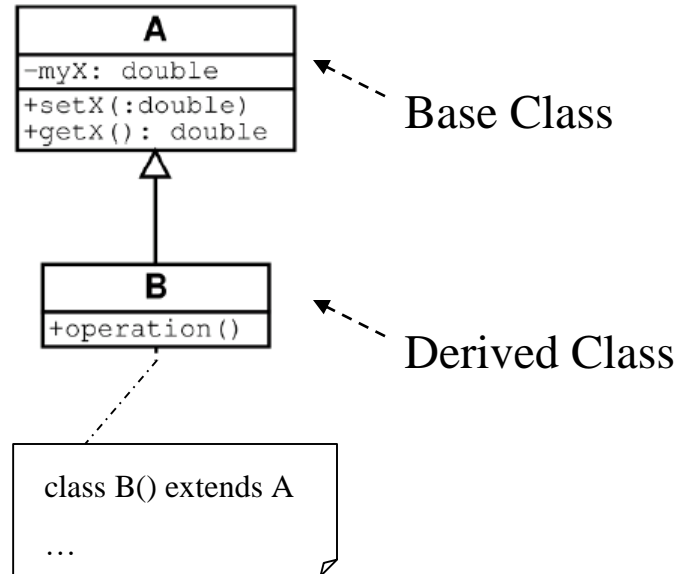 A
-myX: double
+setX(:double)
+getX(): double
Base Class
B
+operation()
Derived Class
class B() extends A
…